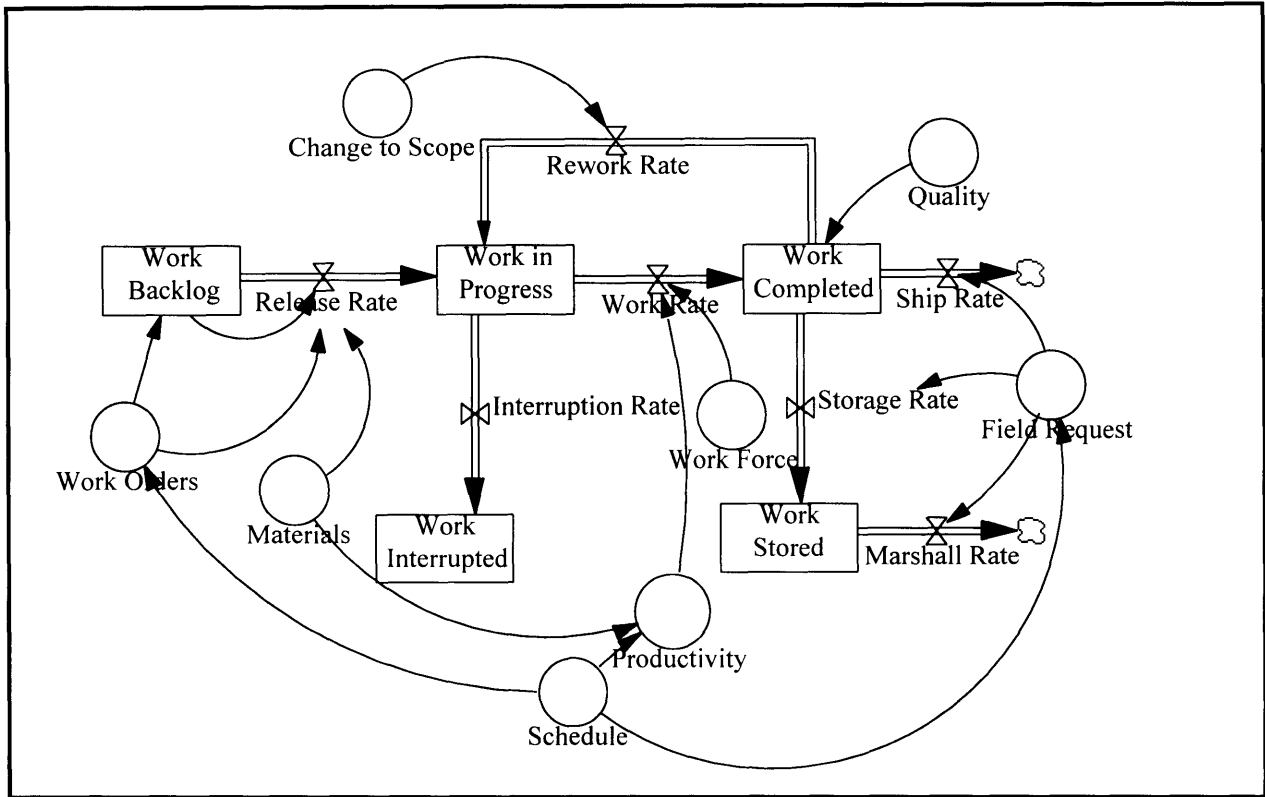 Change to Scope
Rework Rate
Quality
Work
Backlog
Release Rate
Work in
Progress
Work Rate
Work
Completed
Ship Rate
Interruption Rate
Storage Rate
Field Request
Work Force
Work Orders
Materials
Work
Interrupted
Work
Stored
Marshall Rate
Productivity
Schedule